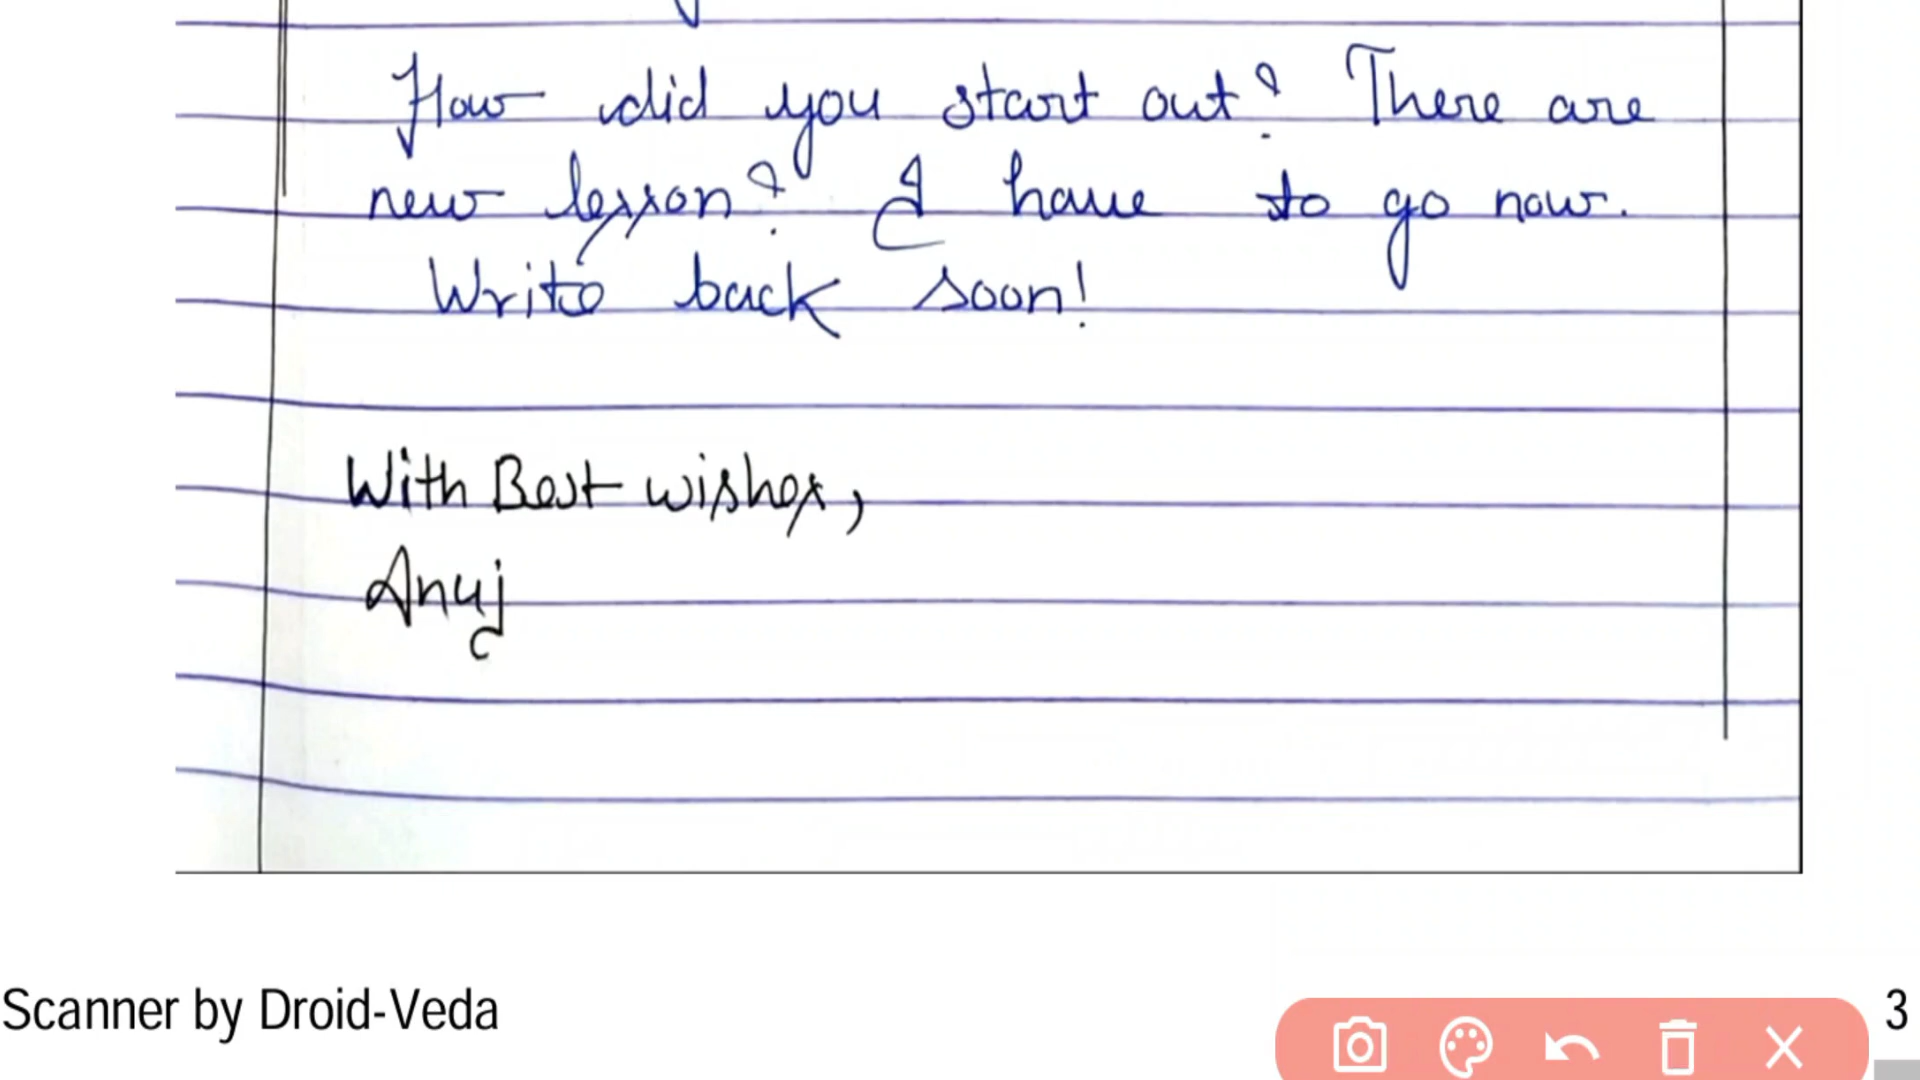 How did you start out? There are
new lesson? I have to go now.
Write back soon!
With Best wishes,
Anuj
Scanner by Droid-Veda
3